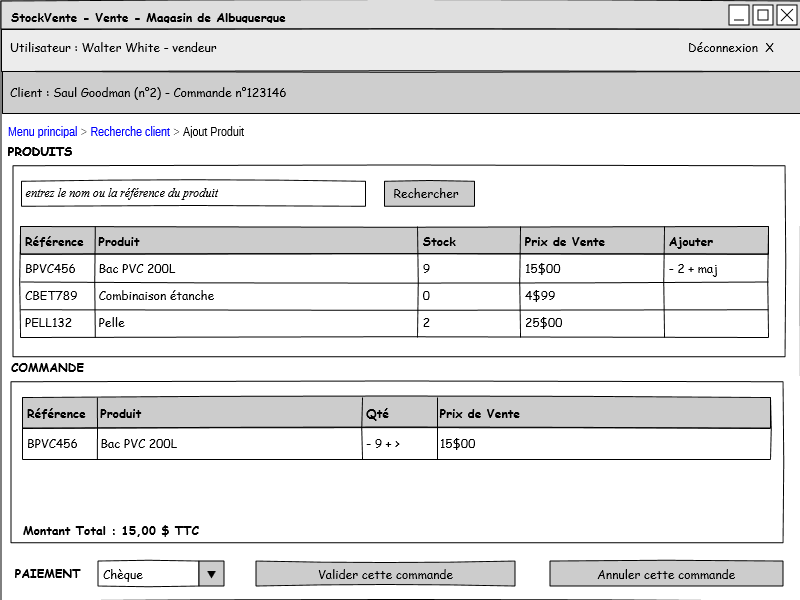 StockVente - Vente - Magasin de Albuquerque
Utilisateur : Walter White - vendeur Déconnexion X
Client : Saul Goodman (n°2) - Commande n°123146
Menu principal > Recherche client > Ajout Produit
PRODUITS
entrez le nom ou la référence du produit Rechercher
Référence Produit Stock Prix de Vente Ajouter
BPVC456 Bac PVC 200L 9 15$00 - 2 + maj
CBET789 Combinaison étanche 0 4$99
PELL132 Pelle 2 25$00
COMMANDE
Référence Produit Qté Prix de Vente
BPVC456 Bac PVC 200L - 9 + > 15$00
Montant Total : 15,00 $ TTC
PAIEMENT Chèque Valider cette commande Annuler cette commande